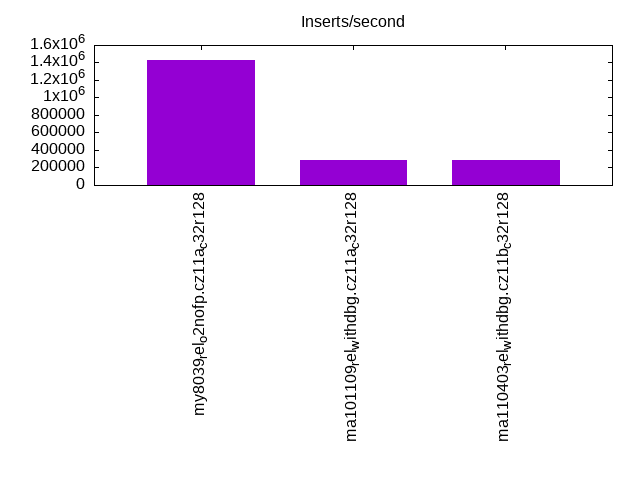 Inserts/second
1.6x10^6
1.4x10^6
1.2x10^6
1x10^6
800000
600000
400000
200000
0
my8039_rel_o2nofp.cz11a_c32r128
ma101109_rel_withdbg.cz11a_c32r128
ma110403_rel_withdbg.cz11b_c32r128